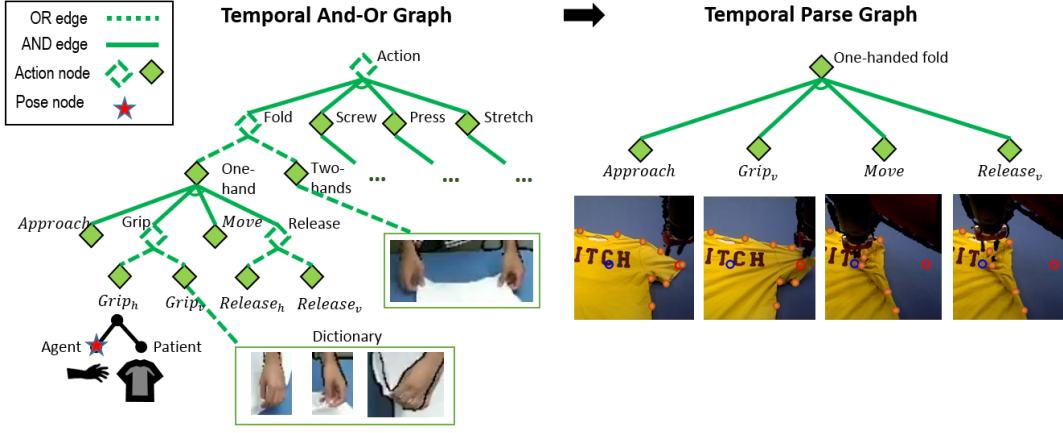 Temporal And-Or Graph
Temporal Parse Graph
OR edge
AND edge
Action node
Pose node
Action
Fold
Screw
Press
Stretch
One-
hand
Two-
hands
...
...
...
Approach
Grip
Move
Release
Grip_h
Grip_v
Release_h
Release_v
Agent
Patient
Dictionary
One-handed fold
Approach
Grip_v
Move
Release_v
ITCH
ITCH
IT
IT